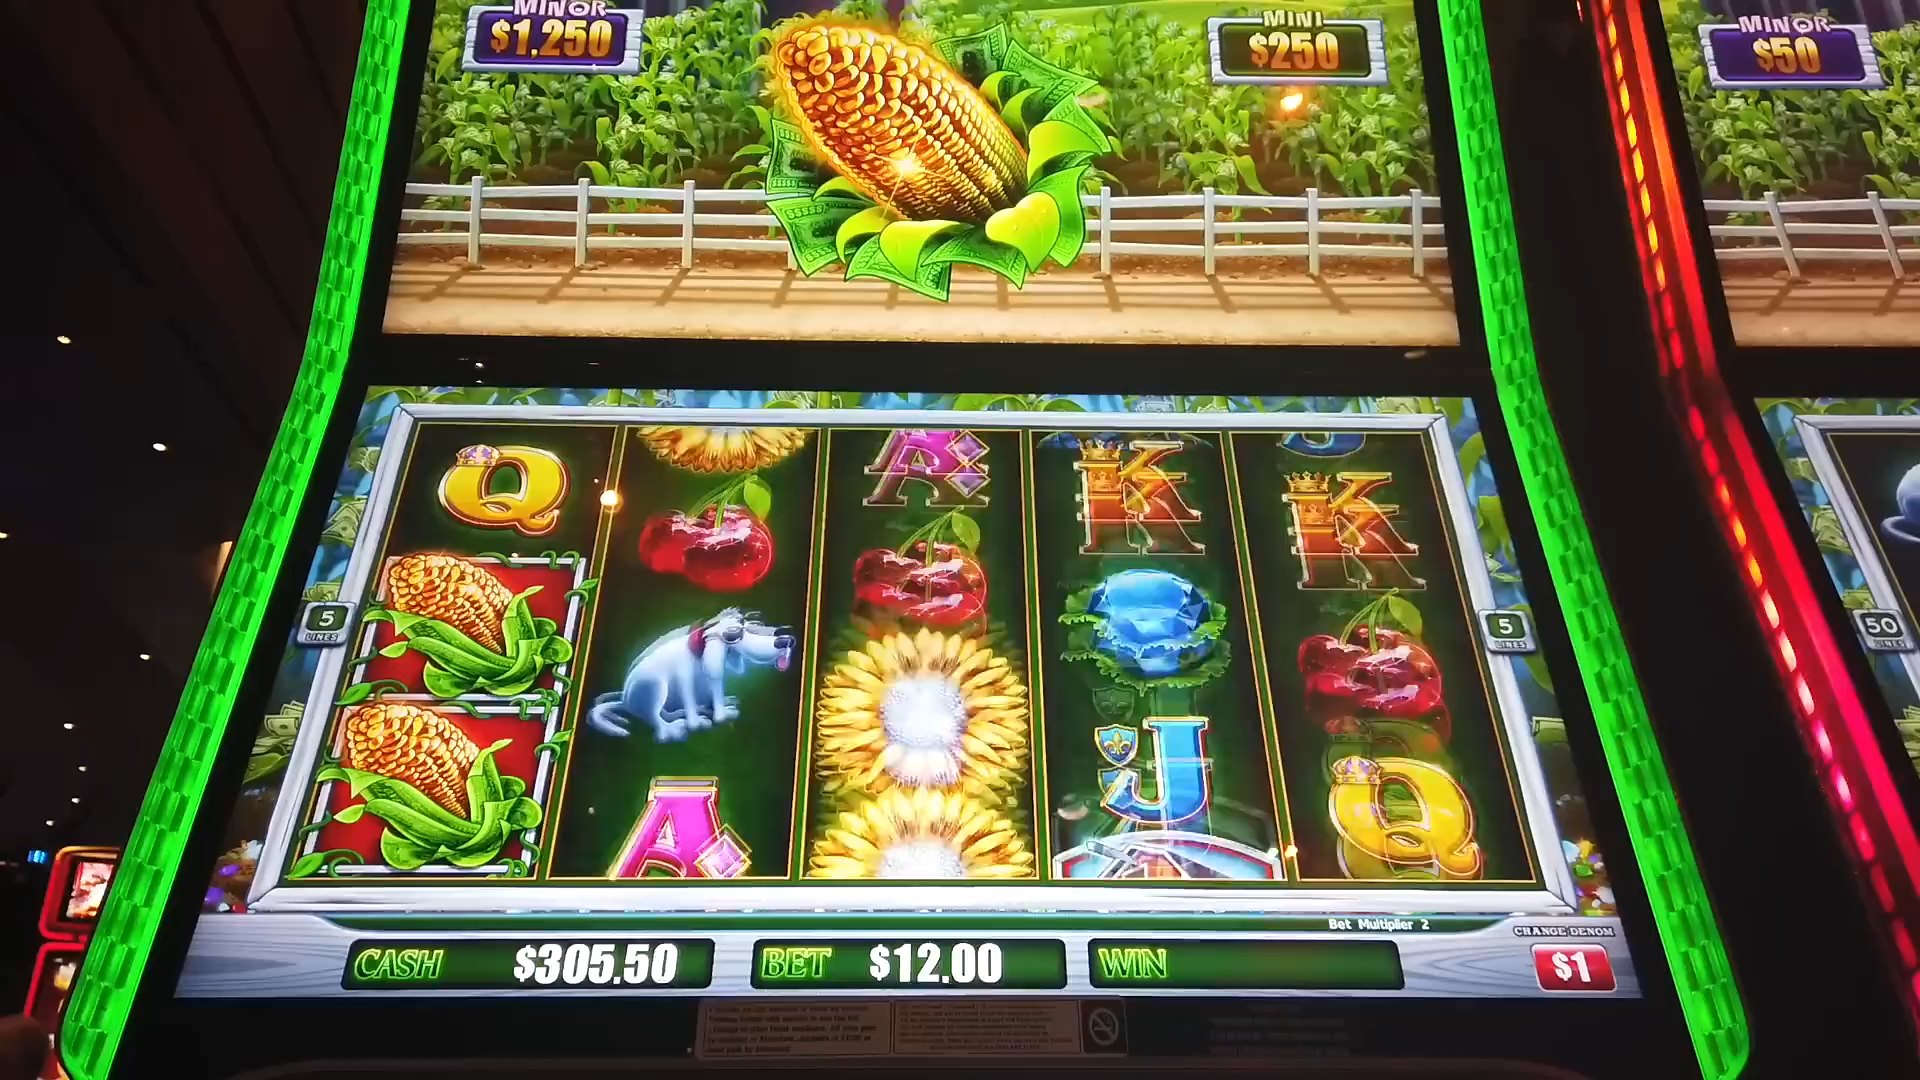 MINOR
$1,250
MINI
$250
MINOR
$50
Q
A
K
K
5
LINES
5
LINES
50
LINES
J
Q
A
Bet Multiplier 2
CHANGE DENOM
CASH $305.50
BET $12.00
WIN
$1